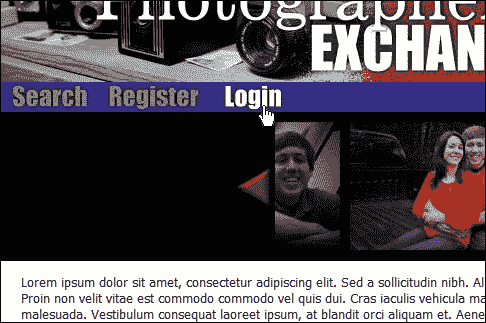 Photographer
EXCHAN
Search Register Login
Lorem ipsum dolor sit amet, consectetur adipiscing elit. Sed a sollicitudin nibh. Al
Proin non velit vitae est commodo commodo vel quis dui. Cras iaculis vehicula ma
malesuada. Vestibulum consequat laoreet ipsum, at blandit orci aliquam et. Aene